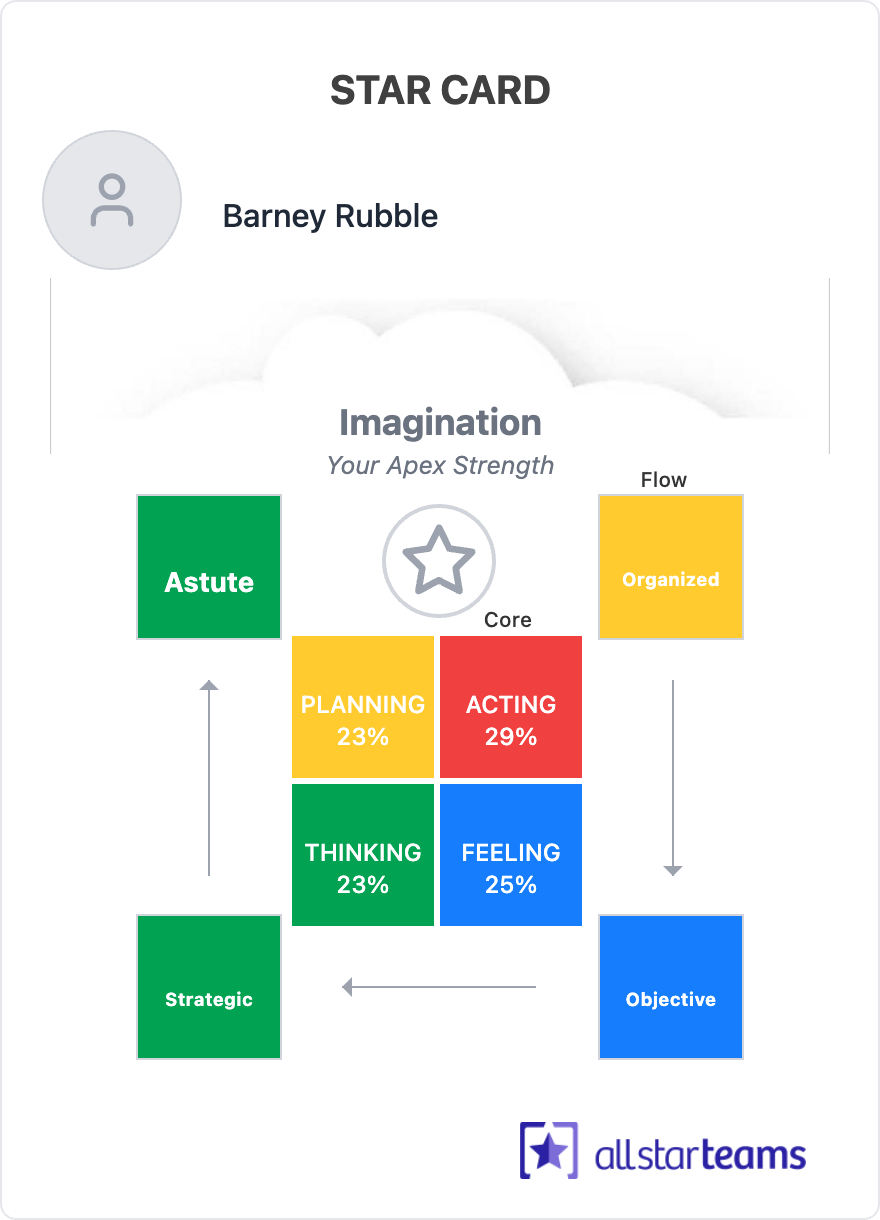 STAR CARD
Barney Rubble
Imagination
Your Apex Strength
Flow
Astute
Organized
Core
PLANNING
23%
ACTING
29%
THINKING
23%
FEELING
25%
Strategic
Objective
allstarteams